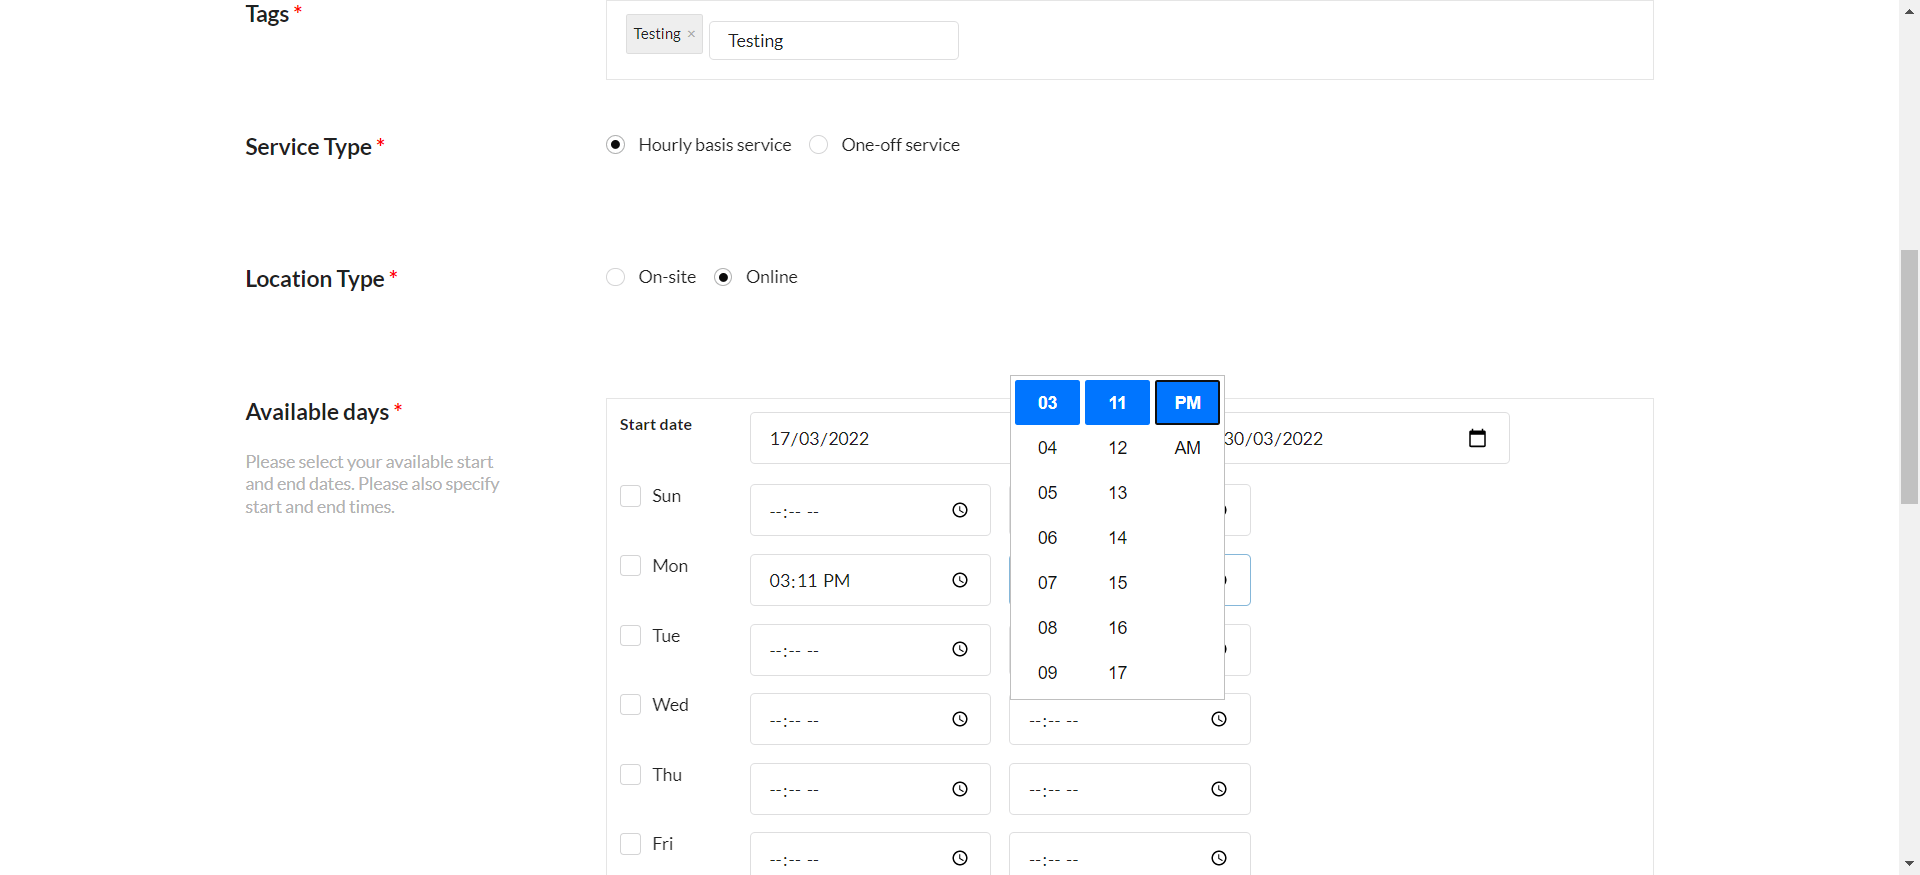 Tags *
Testing ×
Testing
Service Type *
Hourly basis service
One-off service
Location Type *
On-site
Online
Available days *
Please select your available start
and end dates. Please also specify
start and end times.
Start date
17/03/2022
30/03/2022
03 11 PM
04 12 AM
05 13
06 14
07 15
08 16
09 17
Sun
--:-- --
Mon
03:11 PM
Tue
--:-- --
Wed
--:-- --
--:-- --
Thu
--:-- --
--:-- --
Fri
--:-- --
--:-- --